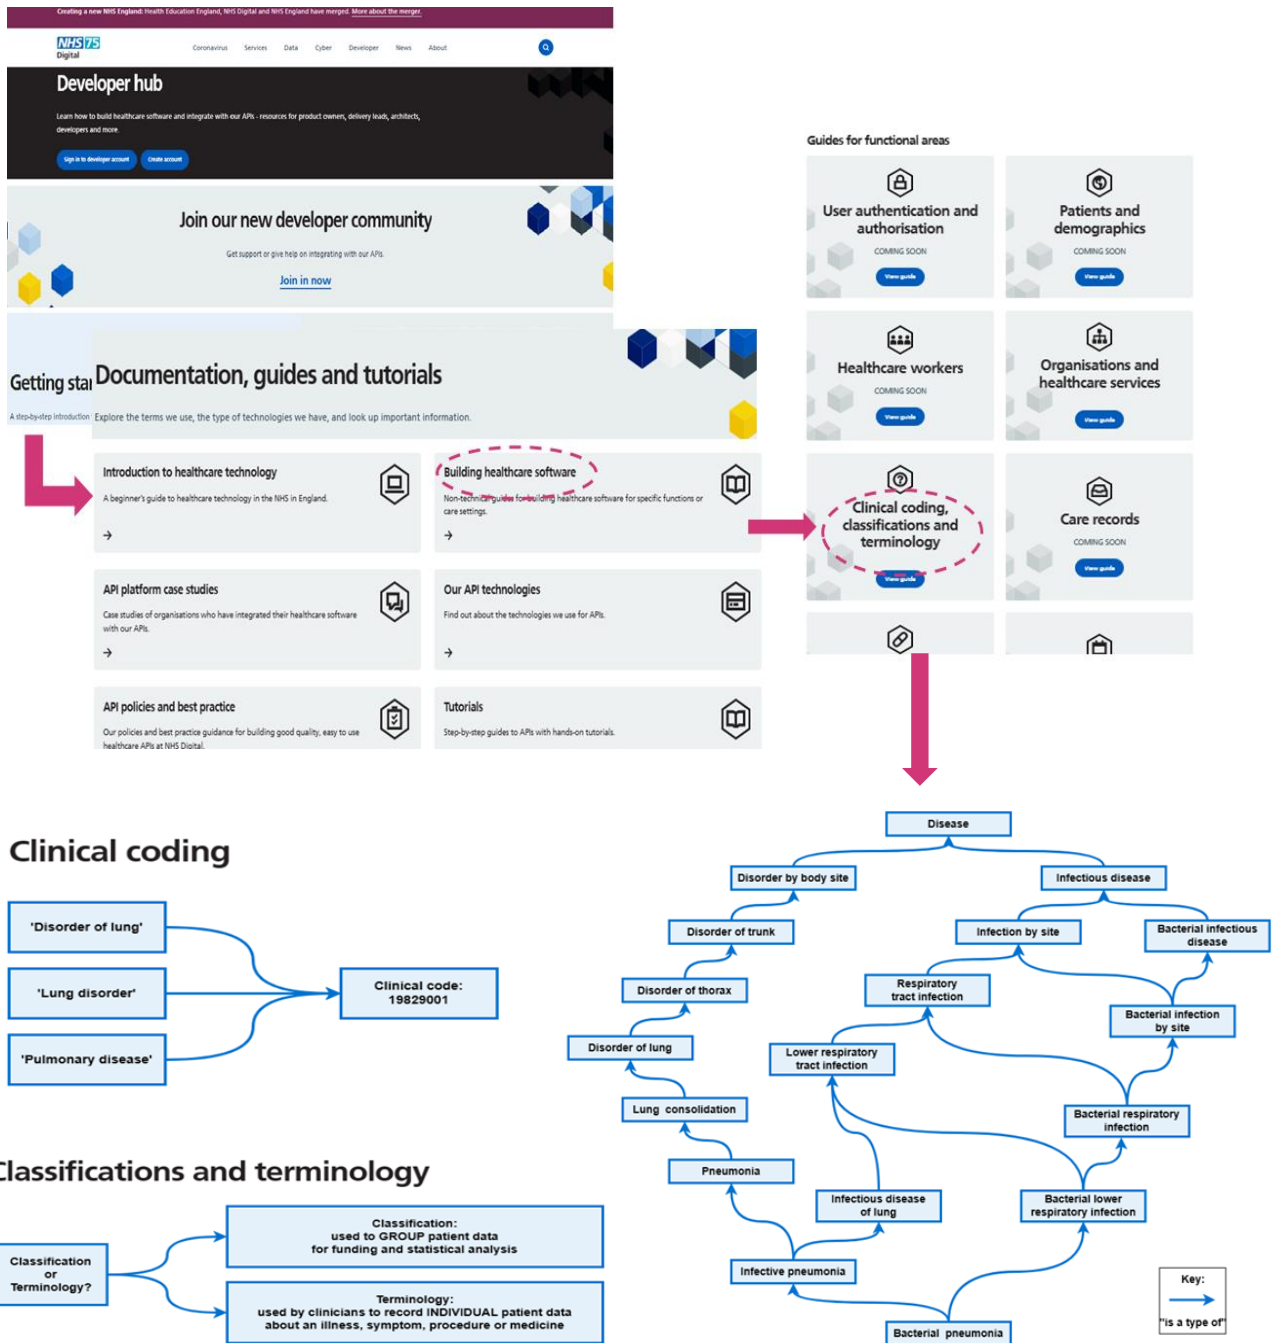 Creating a new NHS England: Health Education England, NHS Digital and NHS England have merged. More about the merger.
NHS 75
Digital
Coronavirus Services Data Cyber Developer News About
Developer hub
Learn how to build healthcare software and integrate with our APIs - resources for product owners, delivery leads, architects,
developers and more.
Sign in to developer account Create account
Join our new developer community
Get support or give help on integrating with our APIs.
Join in now
Getting star
A step-by-step introduction
Documentation, guides and tutorials
Explore the terms we use, the type of technologies we have, and look up important information.
Introduction to healthcare technology
A beginner's guide to healthcare technology in the NHS in England.
Building healthcare software
Non-technical guides for building healthcare software for specific functions or
care settings.
API platform case studies
Case studies of organisations who have integrated their healthcare software
with our APIs.
Our API technologies
Find out about the technologies we use for APIs.
API policies and best practice
Our policies and best practice guidance for building good quality, easy to use
healthcare APIs at NHS Digital.
Tutorials
Step-by-step guides to APIs with hands-on tutorials.
Guides for functional areas
User authentication and
authorisation
COMING SOON
View guide
Patients and
demographics
COMING SOON
View guide
Healthcare workers
COMING SOON
View guide
Organisations and
healthcare services
View guide
Clinical coding,
classifications and
terminology
View guide
Care records
COMING SOON
View guide
Clinical coding
'Disorder of lung'
'Lung disorder'
'Pulmonary disease'
Clinical code:
19829001
Classifications and terminology
Classification
or
Terminology?
Classification:
used to GROUP patient data
for funding and statistical analysis
Terminology:
used by clinicians to record INDIVIDUAL patient data
about an illness, symptom, procedure or medicine
Disease
Disorder by body site
Infectious disease
Disorder of trunk
Infection by site
Bacterial infectious
disease
Disorder of thorax
Respiratory
tract infection
Bacterial infection
by site
Disorder of lung
Lower respiratory
tract infection
Lung consolidation
Bacterial respiratory
infection
Pneumonia
Infectious disease
of lung
Bacterial lower
respiratory infection
Infective pneumonia
Bacterial pneumonia
Key:
"is a type of"